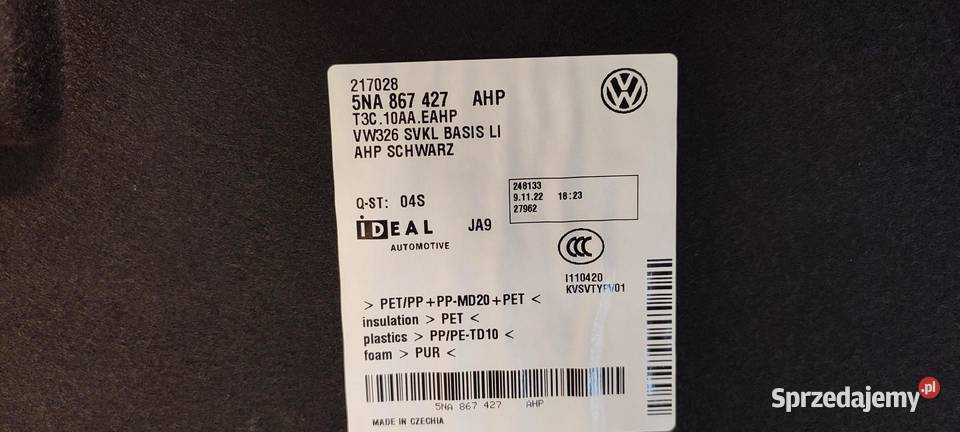 217028
5NA 867 427 AHP
T3C.10AA.EAHP
VW326 SVKL BASIS LI
AHP SCHWARZ
Q-ST: 04S
248133
9.11.22 18:23
27962
IDEAL JA9
AUTOMOTIVE
CCC
I110420
> PET/PP+PP-MD20+PET <
insulation > PET <
plastics > PP/PE-TD10 <
foam > PUR <
5NA 867 427 AHP
MADE IN CZECHIA
Sprzedajemy.pl